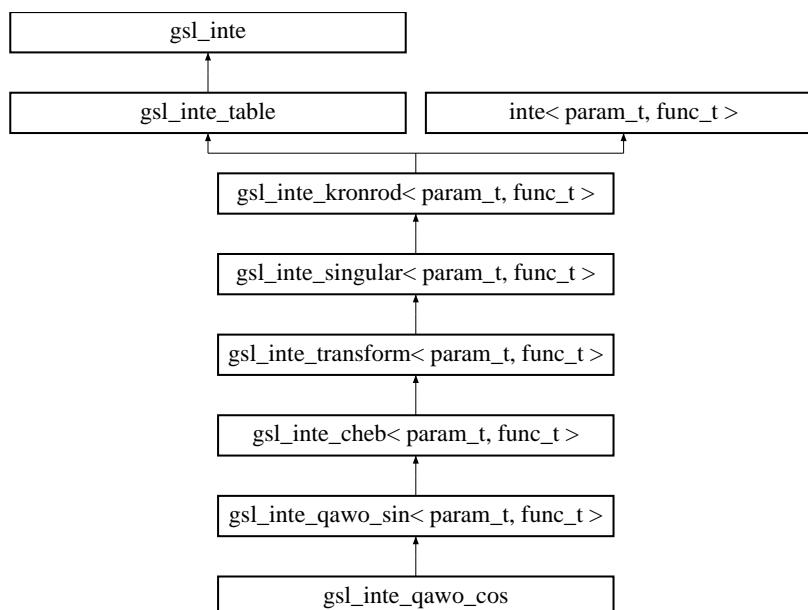 gsl_inte
gsl_inte_table
inte< param_t, func_t >
gsl_inte_kronrod< param_t, func_t >
gsl_inte_singular< param_t, func_t >
gsl_inte_transform< param_t, func_t >
gsl_inte_cheb< param_t, func_t >
gsl_inte_qawo_sin< param_t, func_t >
gsl_inte_qawo_cos